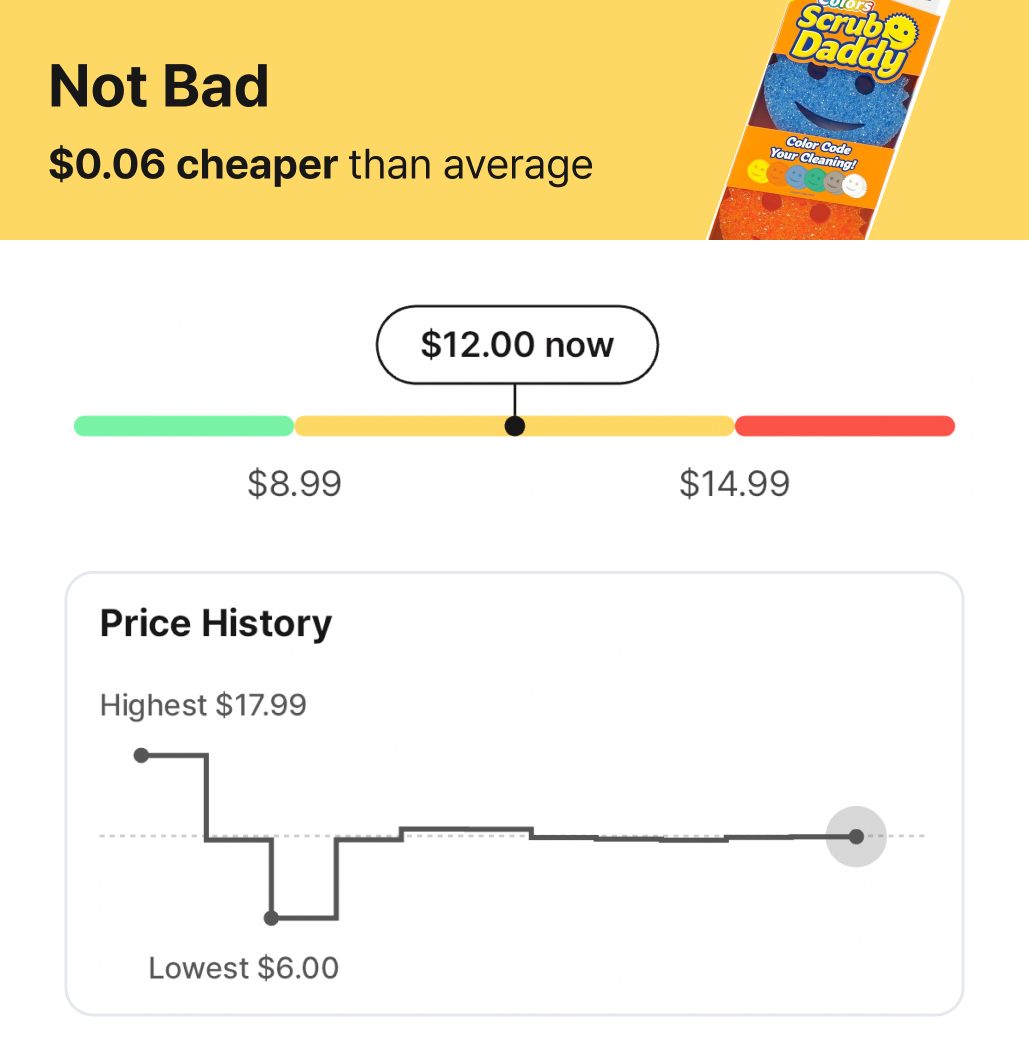 Colors
Scrub
Daddy
Not Bad
$0.06 cheaper than average
Color Code
Your Cleaning!
$12.00 now
$8.99
$14.99
Price History
Highest $17.99
Lowest $6.00